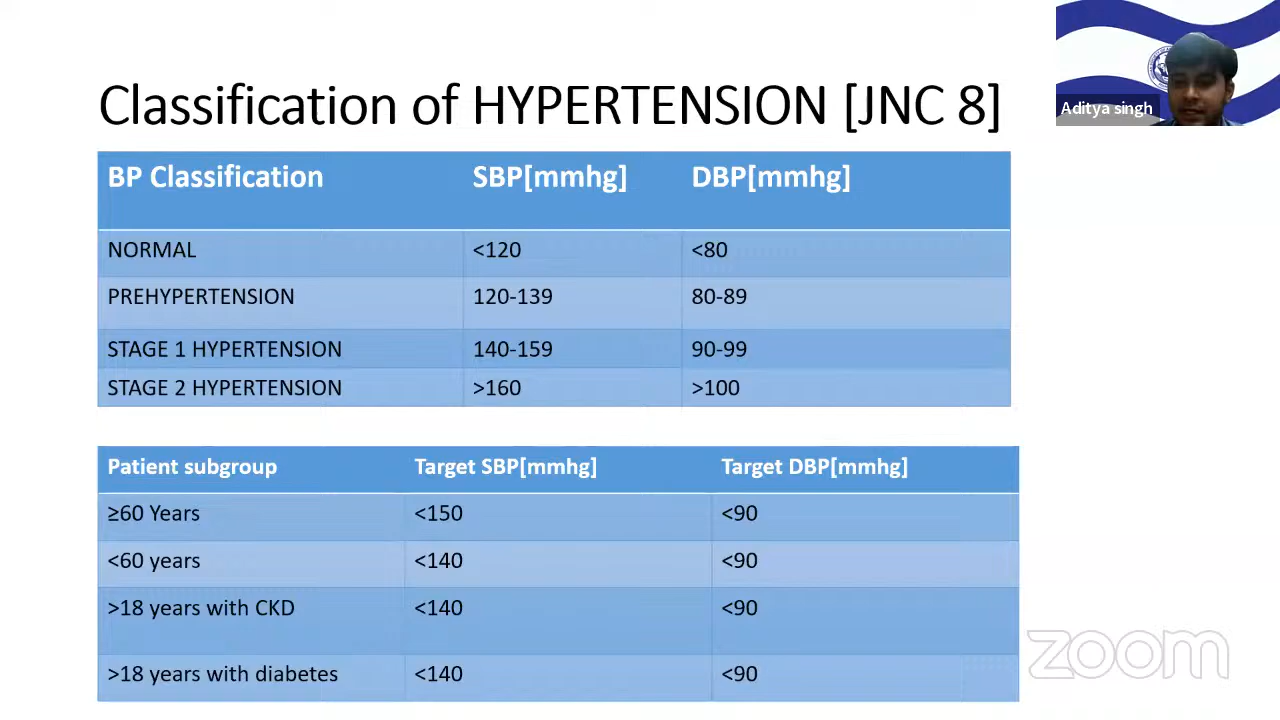 Classification of HYPERTENSION [JNC 8]
Aditya singh
BP Classification SBP[mmhg] DBP[mmhg]
NORMAL <120 <80
PREHYPERTENSION 120-139 80-89
STAGE 1 HYPERTENSION 140-159 90-99
STAGE 2 HYPERTENSION >160 >100
Patient subgroup Target SBP[mmhg] Target DBP[mmhg]
≥60 Years <150 <90
<60 years <140 <90
>18 years with CKD <140 <90
>18 years with diabetes <140 <90
zoom